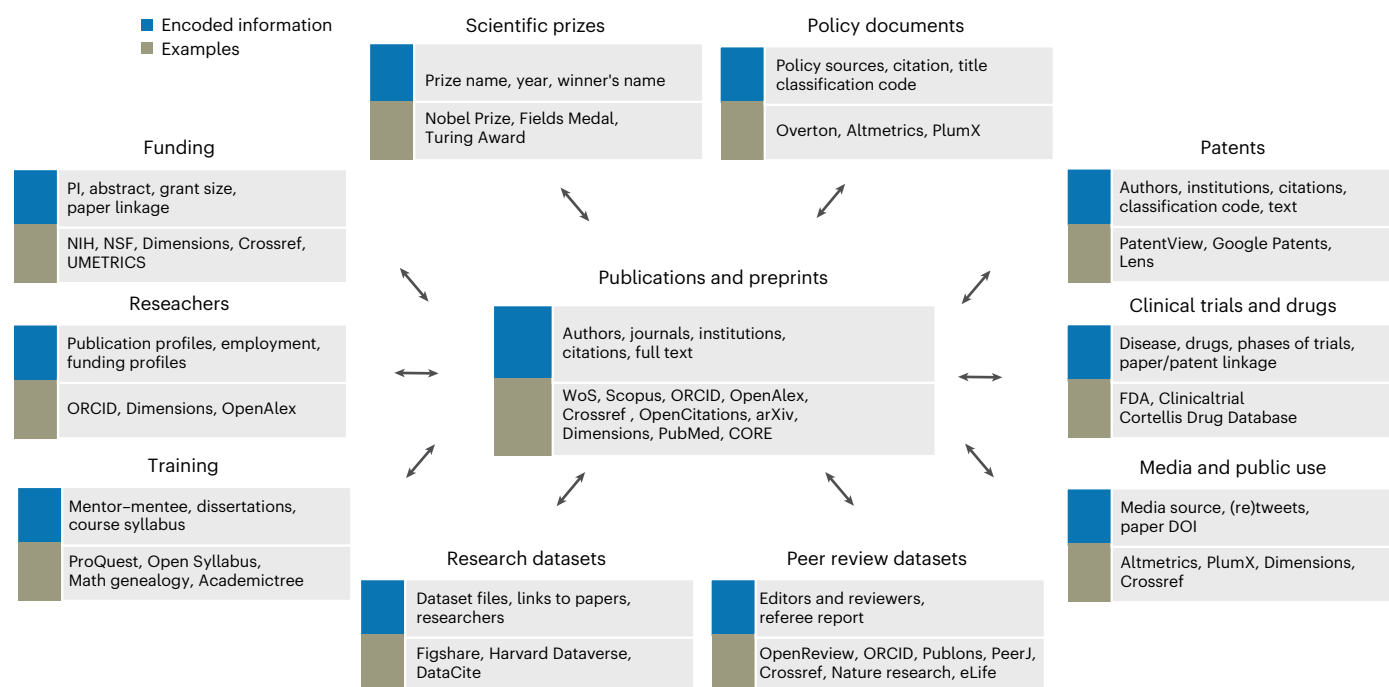 Encoded information
Examples
Scientific prizes
Prize name, year, winner's name
Nobel Prize, Fields Medal,
Turing Award
Policy documents
Policy sources, citation, title
classification code
Overton, Altmetrics, PlumX
Funding
PI, abstract, grant size,
paper linkage
NIH, NSF, Dimensions, Crossref,
UMETRICS
Patents
Authors, institutions, citations,
classification code, text
PatentView, Google Patents,
Lens
Publications and preprints
Authors, journals, institutions,
citations, full text
WoS, Scopus, ORCID, OpenAlex,
Crossref , OpenCitations, arXiv,
Dimensions, PubMed, CORE
Reseachers
Publication profiles, employment,
funding profiles
ORCID, Dimensions, OpenAlex
Clinical trials and drugs
Disease, drugs, phases of trials,
paper/patent linkage
FDA, Clinicaltrial
Cortellis Drug Database
Training
Mentor–mentee, dissertations,
course syllabus
ProQuest, Open Syllabus,
Math genealogy, Academictree
Media and public use
Media source, (re)tweets,
paper DOI
Altmetrics, PlumX, Dimensions,
Crossref
Research datasets
Dataset files, links to papers,
researchers
Figshare, Harvard Dataverse,
DataCite
Peer review datasets
Editors and reviewers,
referee report
OpenReview, ORCID, Publons, PeerJ,
Crossref, Nature research, eLife